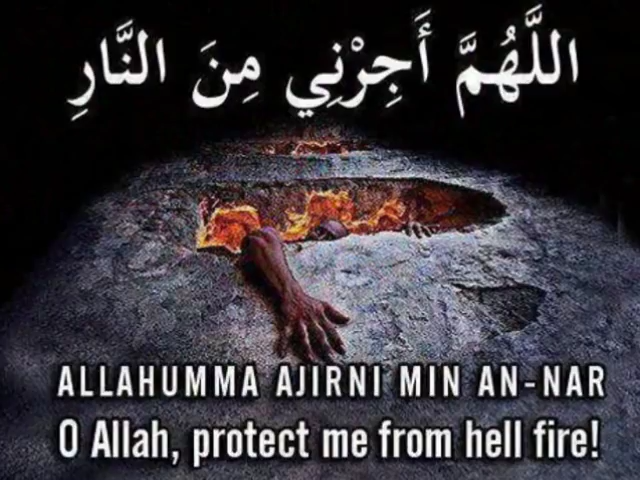 اللَّهُمَّ أَجِرْنِي مِنَ النَّارِ
ALLAHUMMA AJIRNI MIN AN-NAR
O Allah, protect me from hell fire!